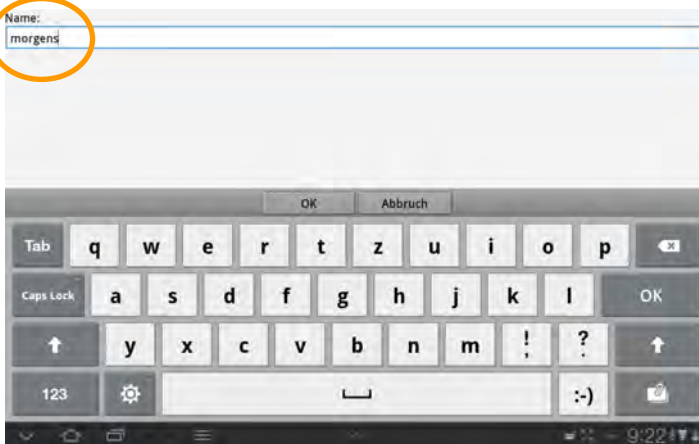 Name:
morgens
OK Abbruch
Tab q w e r t z u i o p
Caps Lock a s d f g h j k l OK
y x c v b n m ! , ? .
123 :-)
9:22